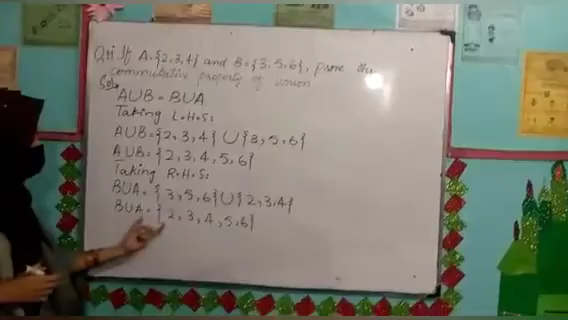 Q#1 If A={2,3,4} and B={3,5,6}, prove the
commutative property of union
Sol:
AUB = BUA
Taking L.H.S:
AUB = {2,3,4} U {3,5,6}
AUB = {2,3,4,5,6}
Taking R.H.S:
BUA = {3,5,6} U {2,3,4}
BUA = {2,3,4,5,6}